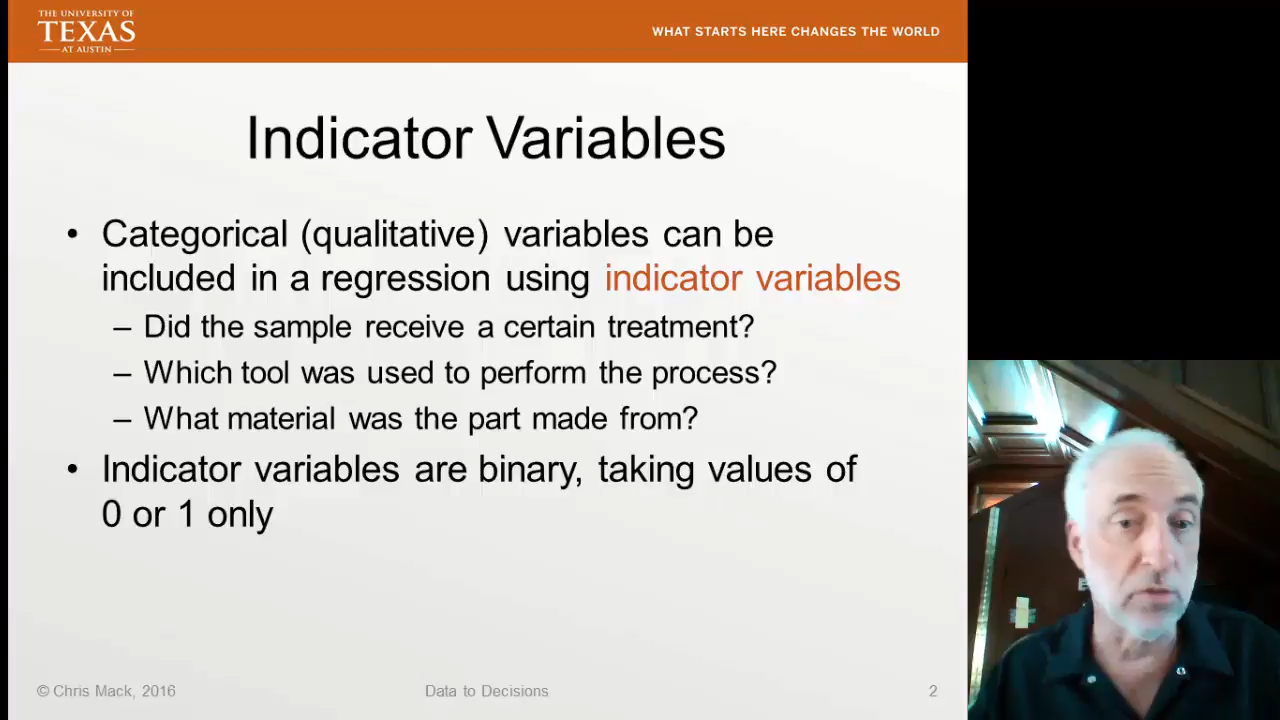 THE UNIVERSITY OF
TEXAS
AT AUSTIN
WHAT STARTS HERE CHANGES THE WORLD
Indicator Variables
• Categorical (qualitative) variables can be
included in a regression using indicator variables
– Did the sample receive a certain treatment?
– Which tool was used to perform the process?
– What material was the part made from?
• Indicator variables are binary, taking values of
0 or 1 only
© Chris Mack, 2016
Data to Decisions
2